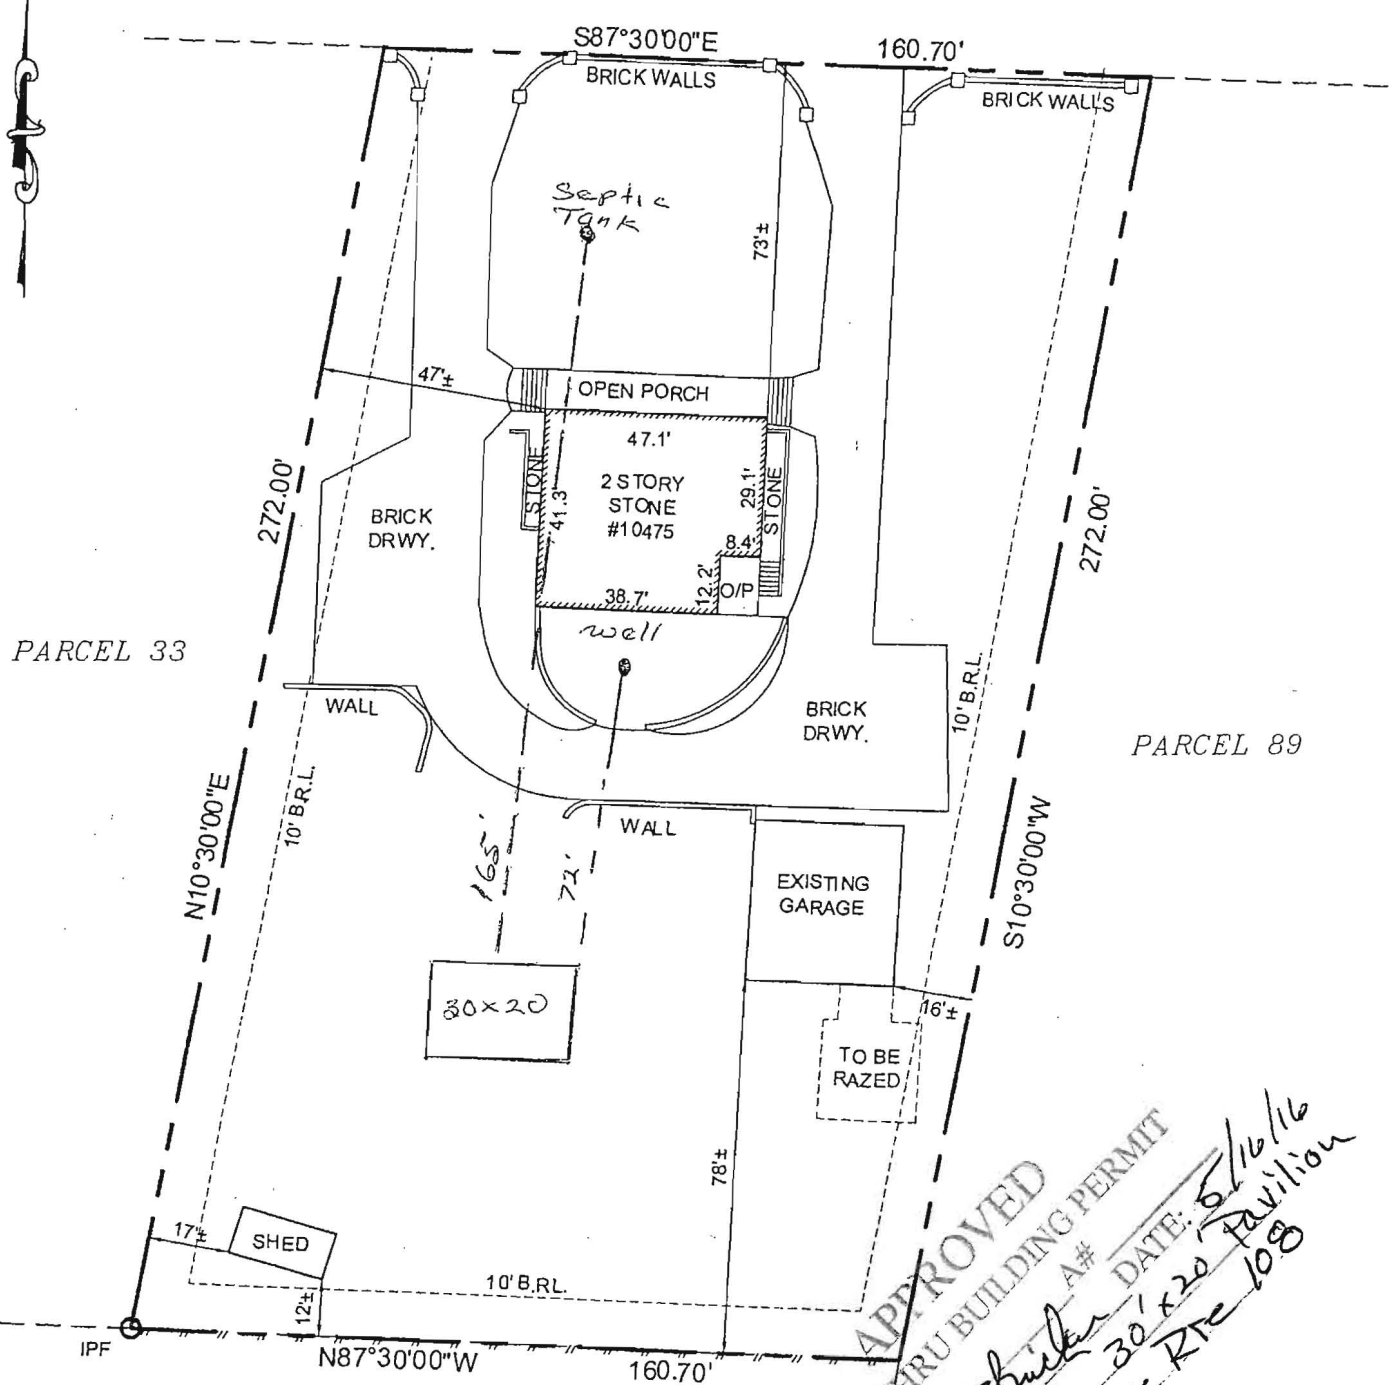 S87°30'00"E
160.70'
BRICK WALLS
BRICK WALLS
Septic
Tank
73'±
47'±
OPEN PORCH
47.1'
272.00'
BRICK
DRWY.
STONE
41.3'
2 STORY
STONE
#10475
29.1'
STONE
8.4'
12.2'
O/P
38.7'
272.00'
well
PARCEL 33
WALL
BRICK
DRWY.
10' B.R.L.
PARCEL 89
N10°30'00"E
10' B.R.L.
165'
72'
WALL
EXISTING
GARAGE
S10°30'00"W
30x20
16'±
TO BE
RAZED
78'±
17'±
SHED
12'±
10' B.RL.
IPF
N87°30'00"W
160.70'
APPROVED
BUILDING PERMIT
A#
DATE: 5/16/16
30'x20' Pavilion
Rte 108